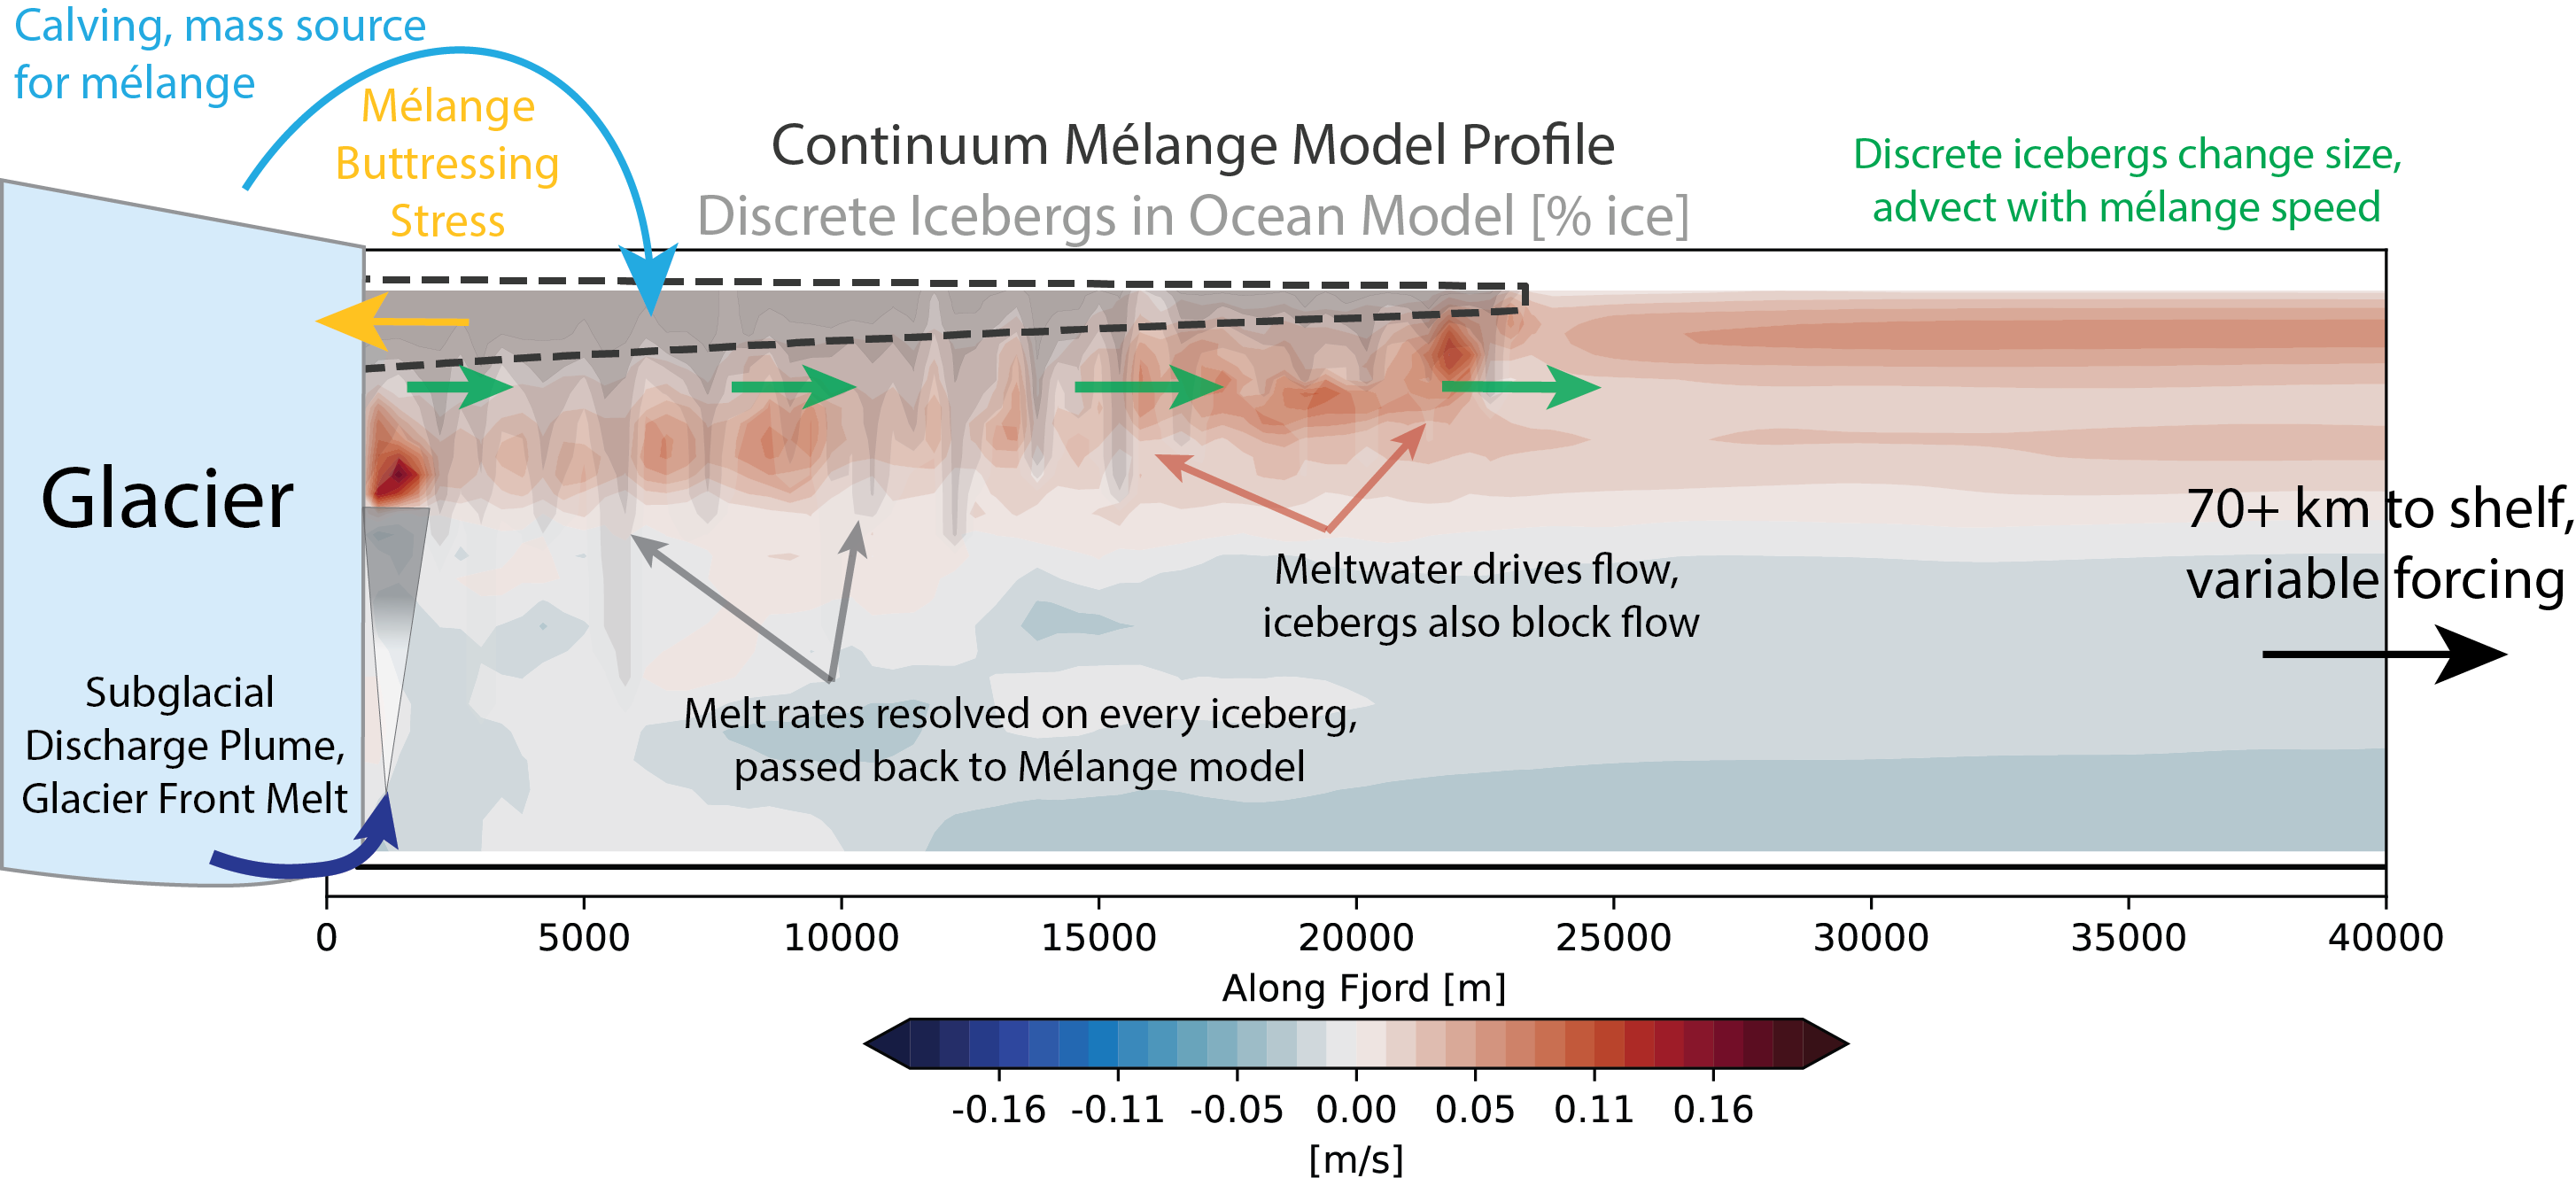 Calving, mass source
for mélange
Mélange
Buttressing
Stress
Continuum Mélange Model Profile
Discrete Icebergs in Ocean Model [% ice]
Discrete icebergs change size,
advect with mélange speed
Glacier
70+ km to shelf,
variable forcing
Meltwater drives flow,
icebergs also block flow
Subglacial
Discharge Plume,
Glacier Front Melt
Melt rates resolved on every iceberg,
passed back to Mélange model
0 5000 10000 15000 20000 25000 30000 35000 40000
Along Fjord [m]
-0.16 -0.11 -0.05 0.00 0.05 0.11 0.16
[m/s]